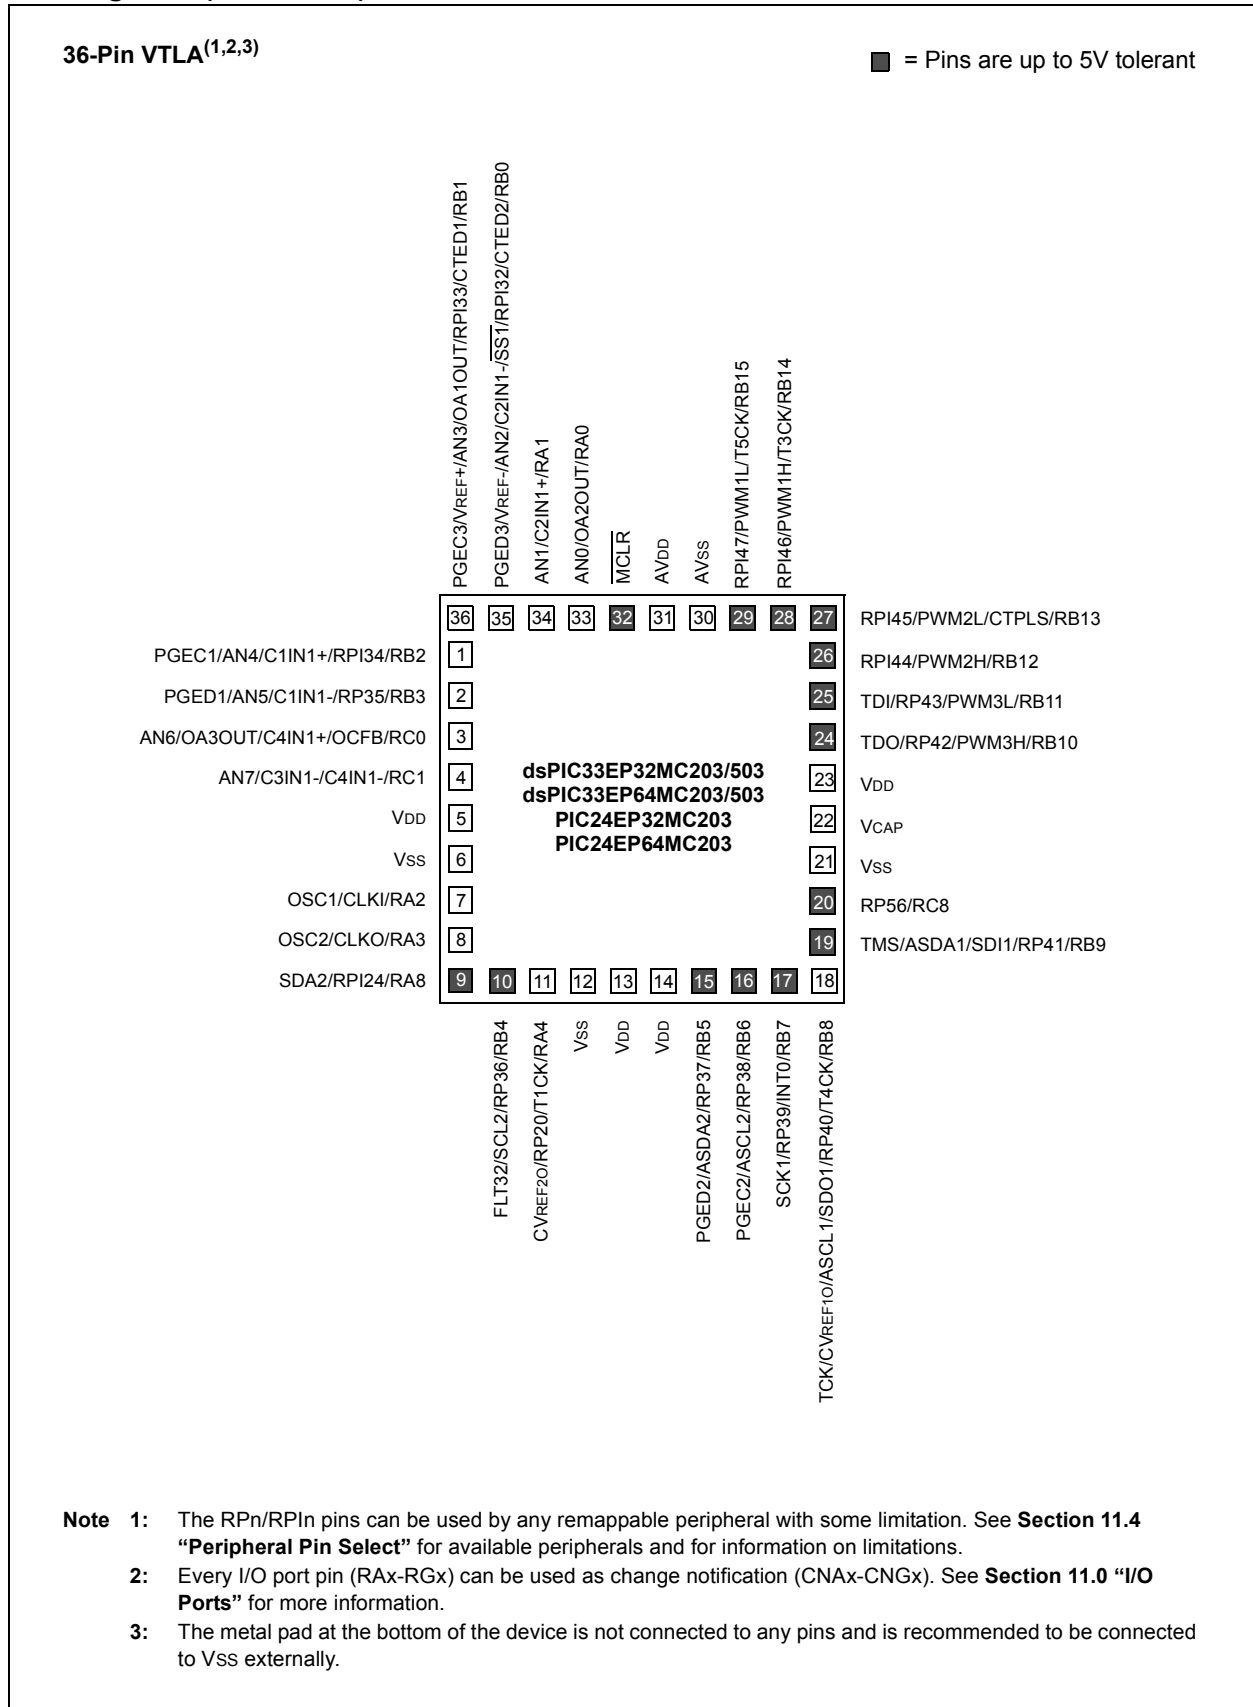 36-Pin VTLA(1,2,3)
= Pins are up to 5V tolerant
PGEC3/VREF+/AN3/OA1OUT/RPI33/CTED1/RB1
PGED3/VREF-/AN2/C2IN1-/SS1/RPI32/CTED2/RB0
AN1/C2IN1+/RA1
AN0/OA2OUT/RA0
MCLR
AVDD
AVSS
RPI47/PWM1L/T5CK/RB15
RPI46/PWM1H/T3CK/RB14
36 35 34 33 32 31 30 29 28 27 RPI45/PWM2L/CTPLS/RB13
PGEC1/AN4/C1IN1+/RPI34/RB2 1 26 RPI44/PWM2H/RB12
PGED1/AN5/C1IN1-/RP35/RB3 2 25 TDI/RP43/PWM3L/RB11
AN6/OA3OUT/C4IN1+/OCFB/RC0 3 24 TDO/RP42/PWM3H/RB10
AN7/C3IN1-/C4IN1-/RC1 4 23 VDD
dsPIC33EP32MC203/503
dsPIC33EP64MC203/503
PIC24EP32MC203
PIC24EP64MC203
VDD 5 22 VCAP
VSS 6 21 VSS
OSC1/CLKI/RA2 7 20 RP56/RC8
OSC2/CLKO/RA3 8 19 TMS/ASDA1/SDI1/RP41/RB9
SDA2/RPI24/RA8 9 10 11 12 13 14 15 16 17 18
FLT32/SCL2/RP36/RB4
CVREF2O/RP20/T1CK/RA4
VSS
VDD
VDD
PGED2/ASDA2/RP37/RB5
PGEC2/ASCL2/RP38/RB6
SCK1/RP39/INT0/RB7
TCK/CVREF1O/ASCL1/SDO1/RP40/T4CK/RB8
Note 1: The RPn/RPIn pins can be used by any remappable peripheral with some limitation. See Section 11.4
“Peripheral Pin Select” for available peripherals and for information on limitations.
2: Every I/O port pin (RAx-RGx) can be used as change notification (CNAx-CNGx). See Section 11.0 “I/O
Ports” for more information.
3: The metal pad at the bottom of the device is not connected to any pins and is recommended to be connected
to VSS externally.